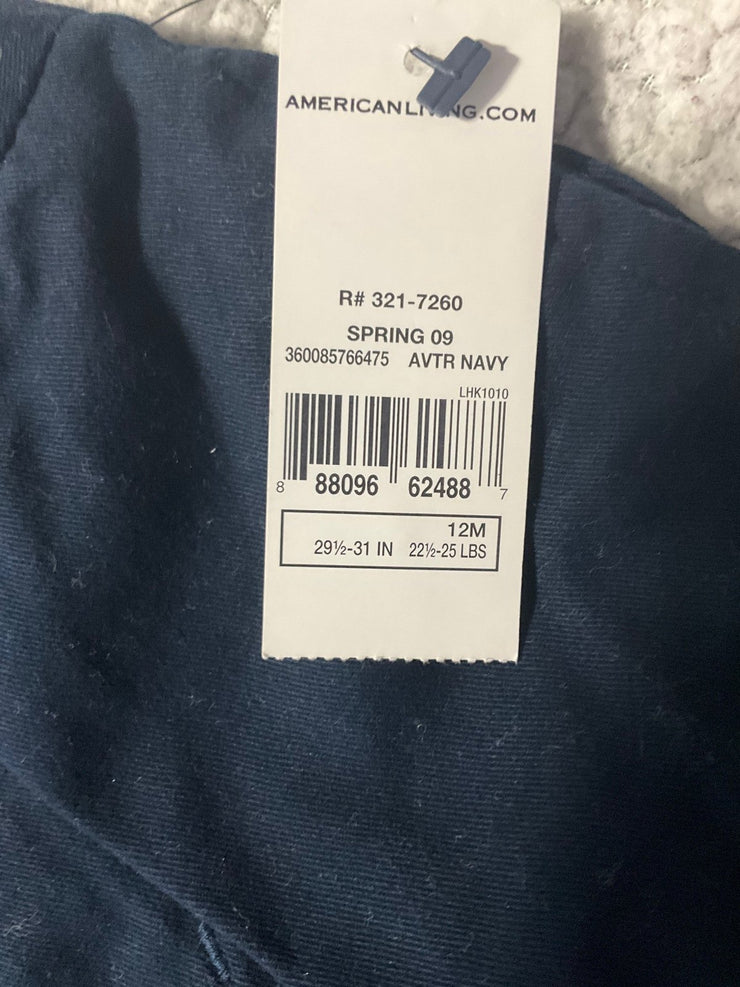 AMERICANLIVING.COM
R# 321-7260
SPRING 09
360085766475 AVTR NAVY
LHK1010
8 88096 62488 7
12M
29½-31 IN 22½-25 LBS